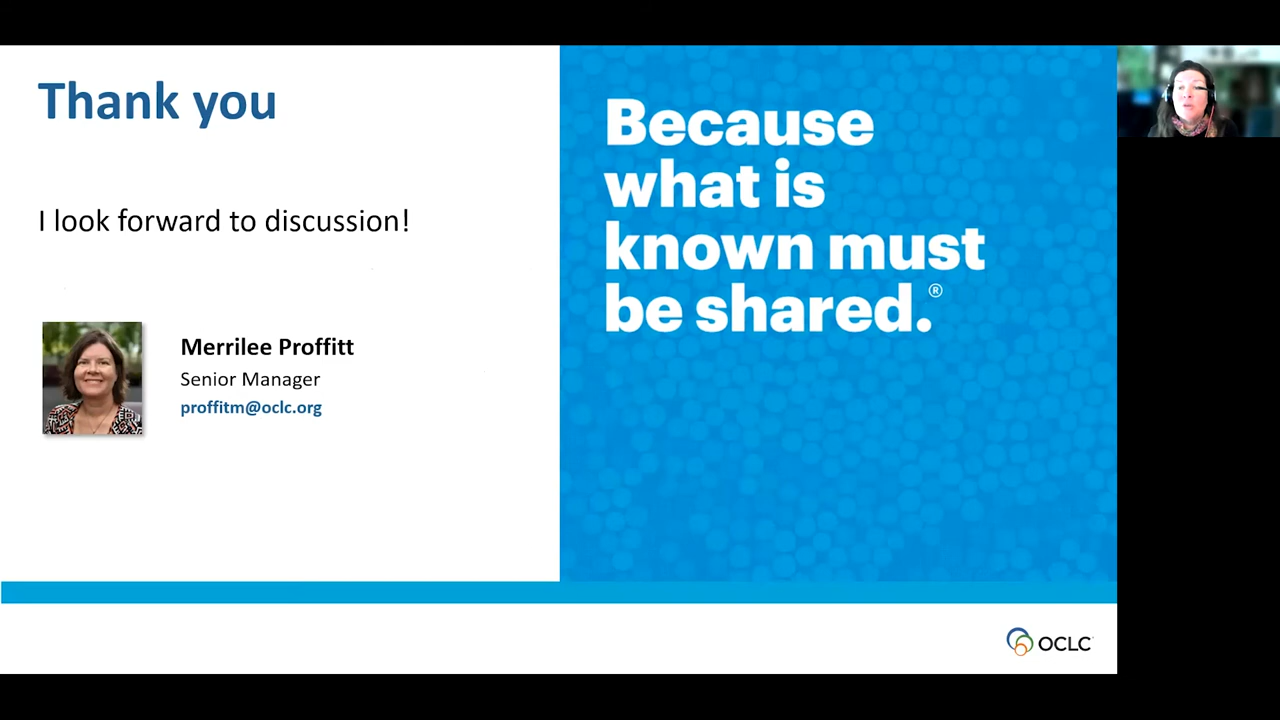 Thank you
I look forward to discussion!
Merrilee Proffitt
Senior Manager
proffitm@oclc.org
Because
what is
known must
be shared.®
OCLC